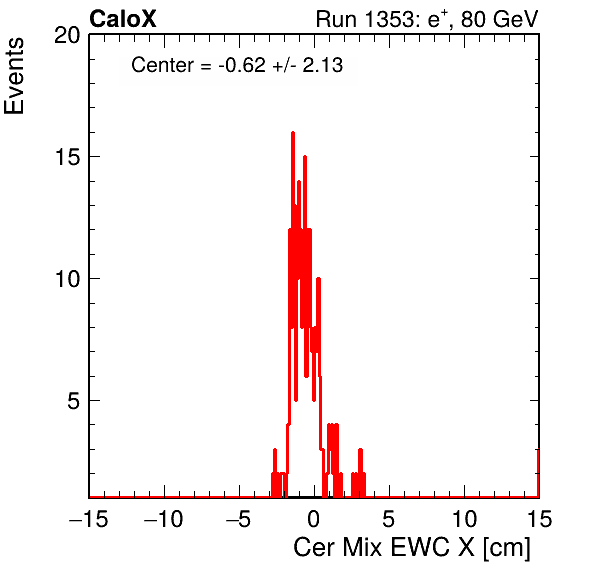 CaloX Run 1353: e⁺, 80 GeV
Events
20
Center = -0.62 +/- 2.13
15
10
5
−15 −10 −5 0 5 10 15
Cer Mix EWC X [cm]